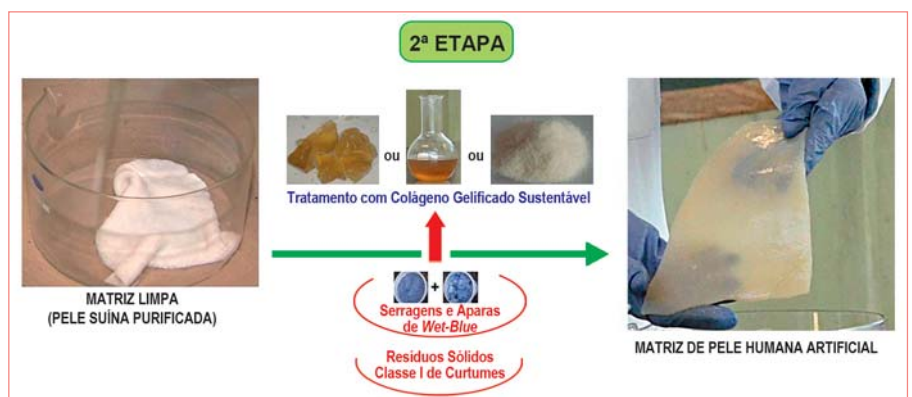 2ª ETAPA
ou
ou
Tratamento com Colágeno Gelificado Sustentável
MATRIZ LIMPA
(PELE SUÍNA PURIFICADA)
+
Serragens e Aparas
de Wet-Blue
Resíduos Sólidos
Classe I de Curtumes
MATRIZ DE PELE HUMANA ARTIFICIAL